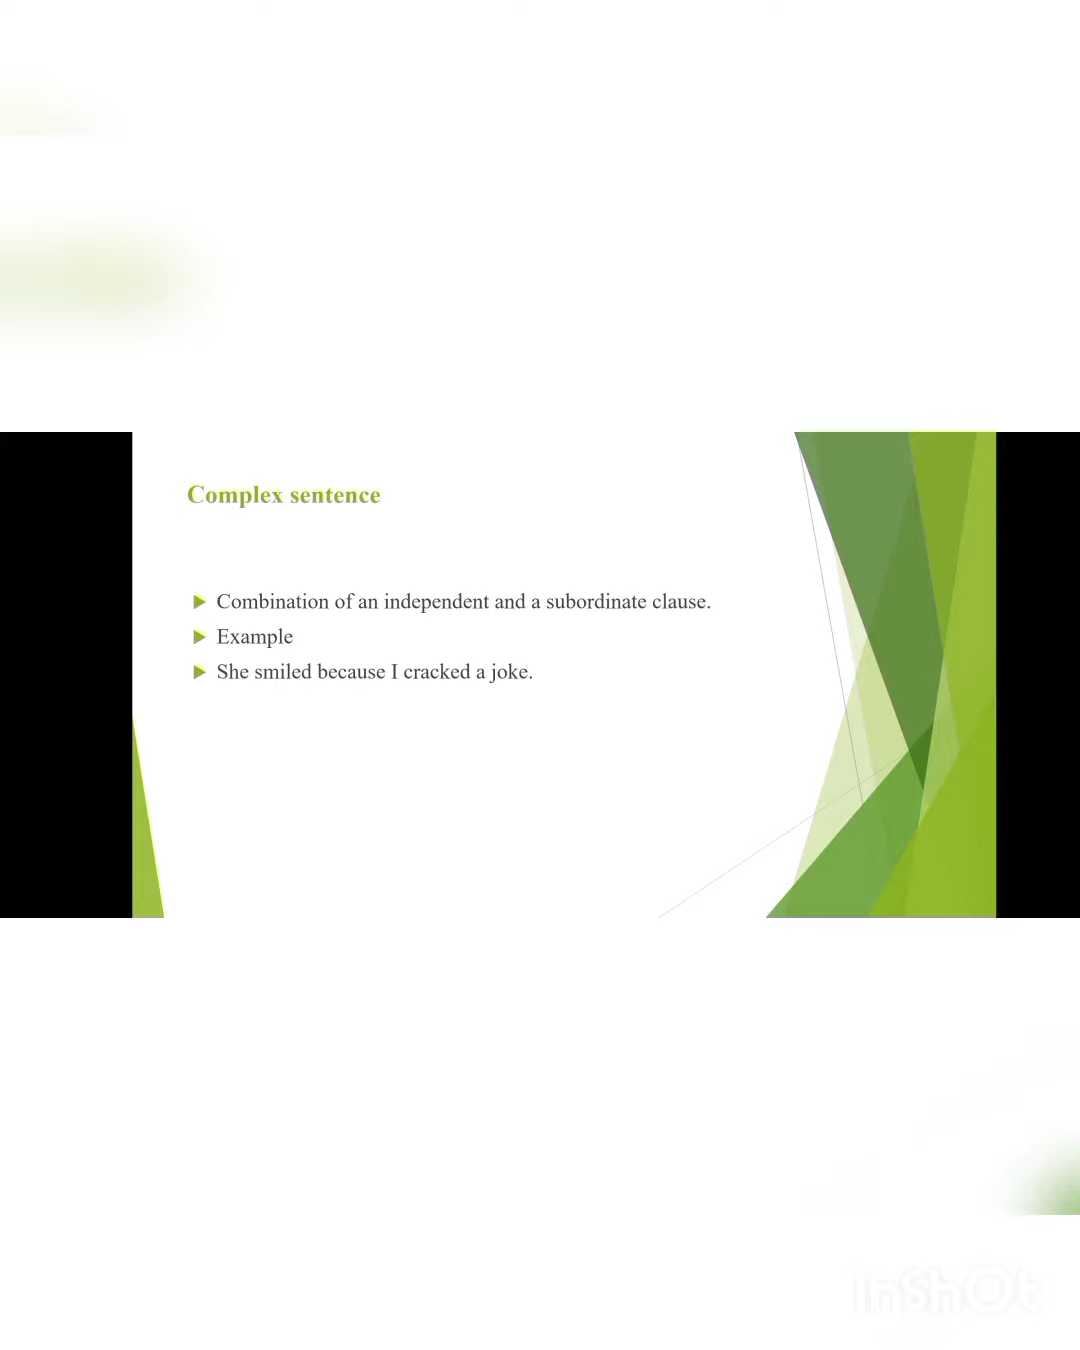 Complex sentence
Combination of an independent and a subordinate clause.
Example
She smiled because I cracked a joke.
InShOt